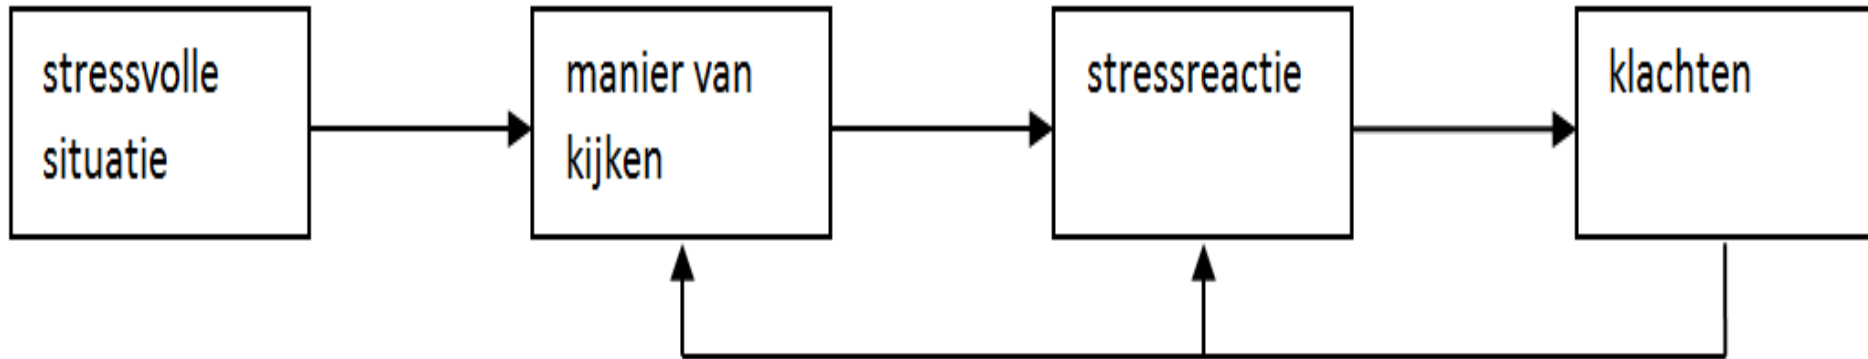 stressvolle
situatie
manier van
kijken
stressreactie
klachten